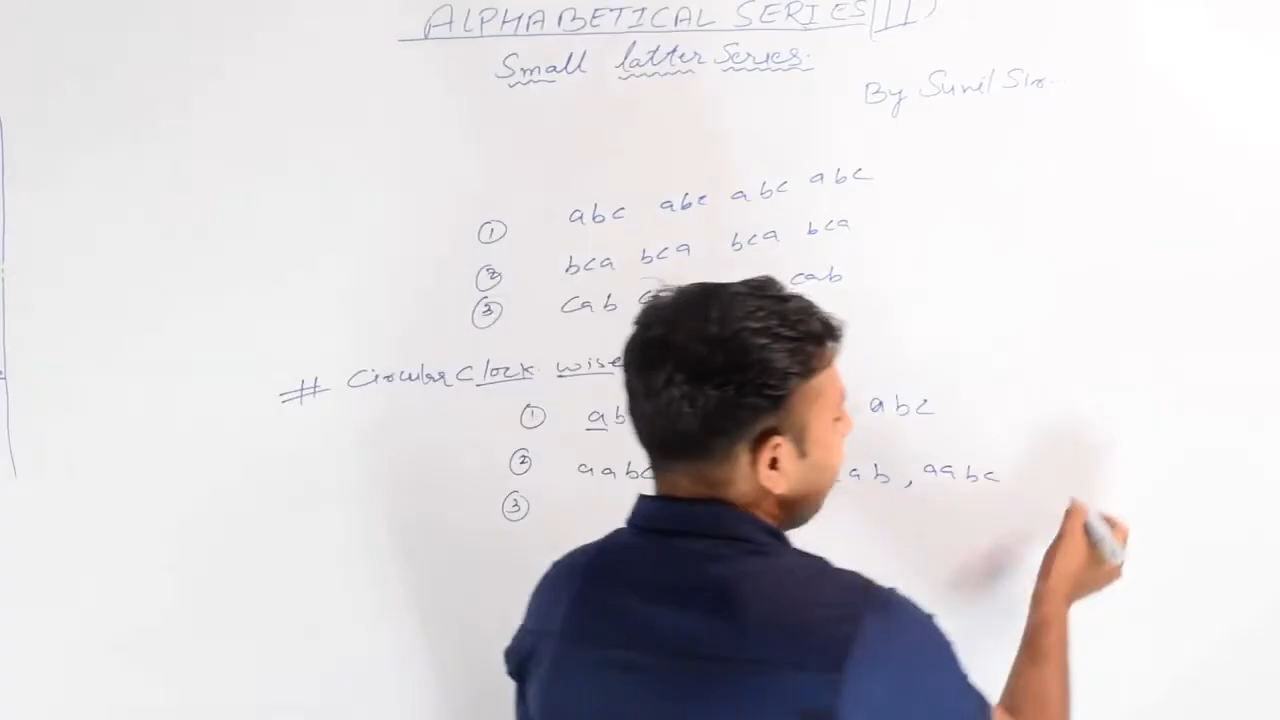 ALPHABETICAL SERIES (II)
Small latter Series.
By Sunil Sir...
① abc abc abc abc
② bca bca bca bca
③ cab cab
# Circular Clock wise
① ab abc
② aabc ab, aabc
③